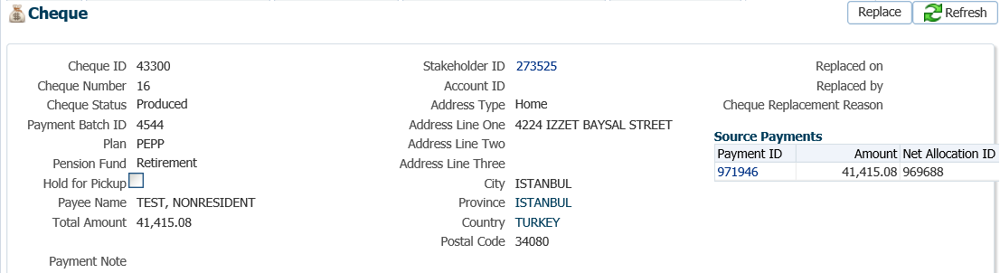 Cheque
Replace
Refresh
Cheque ID 43300
Cheque Number 16
Cheque Status Produced
Payment Batch ID 4544
Plan PEPP
Pension Fund Retirement
Hold for Pickup
Payee Name TEST, NONRESIDENT
Total Amount 41,415.08
Payment Note
Stakeholder ID 273525
Account ID
Address Type Home
Address Line One 4224 IZZET BAYSAL STREET
Address Line Two
Address Line Three
City ISTANBUL
Province ISTANBUL
Country TURKEY
Postal Code 34080
Replaced on
Replaced by
Cheque Replacement Reason
Source Payments
Payment ID Amount Net Allocation ID
971946 41,415.08 969688